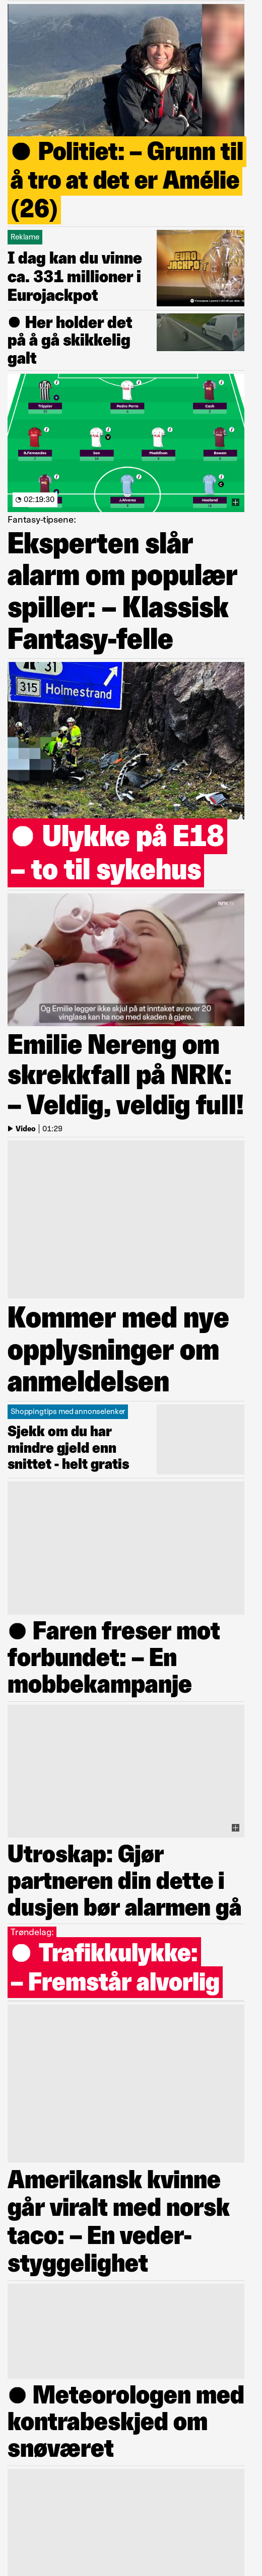 ● Politiet: – Grunn til
å tro at det er Amélie
(26)
Reklame
I dag kan du vinne
ca. 331 millioner i
Eurojackpot
EURO
JACKPOT
● Her holder det
på å gå skikkelig
galt
Trippier
Pedro Porro
Cash
B.Fernandes
Son
Maddison
Bowen
J.Alvarez
Haaland
02:19:30
Fantasy-tipsene:
Eksperten slår
alarm om populær
spiller: – Klassisk
Fantasy-felle
31
315 Holmestrand
● Ulykke på E18
– to til sykehus
NRK
Og Emilie legger ikke skjul på at inntaket av over 20
vinglass kan ha noe med skaden å gjøre.
Emilie Nereng om
skrekkfall på NRK:
– Veldig, veldig full!
Video | 01:29
Kommer med nye
opplysninger om
anmeldelsen
Shoppingtips med annonselenker
Sjekk om du har
mindre gjeld enn
snittet - helt gratis
● Faren freser mot
forbundet: – En
mobbekampanje
Utroskap: Gjør
partneren din dette i
dusjen bør alarmen gå
Trøndelag:
● Trafikkulykke:
– Fremstår alvorlig
Amerikansk kvinne
går viralt med norsk
taco: – En veder-
styggelighet
● Meteorologen med
kontrabeskjed om
snøværet